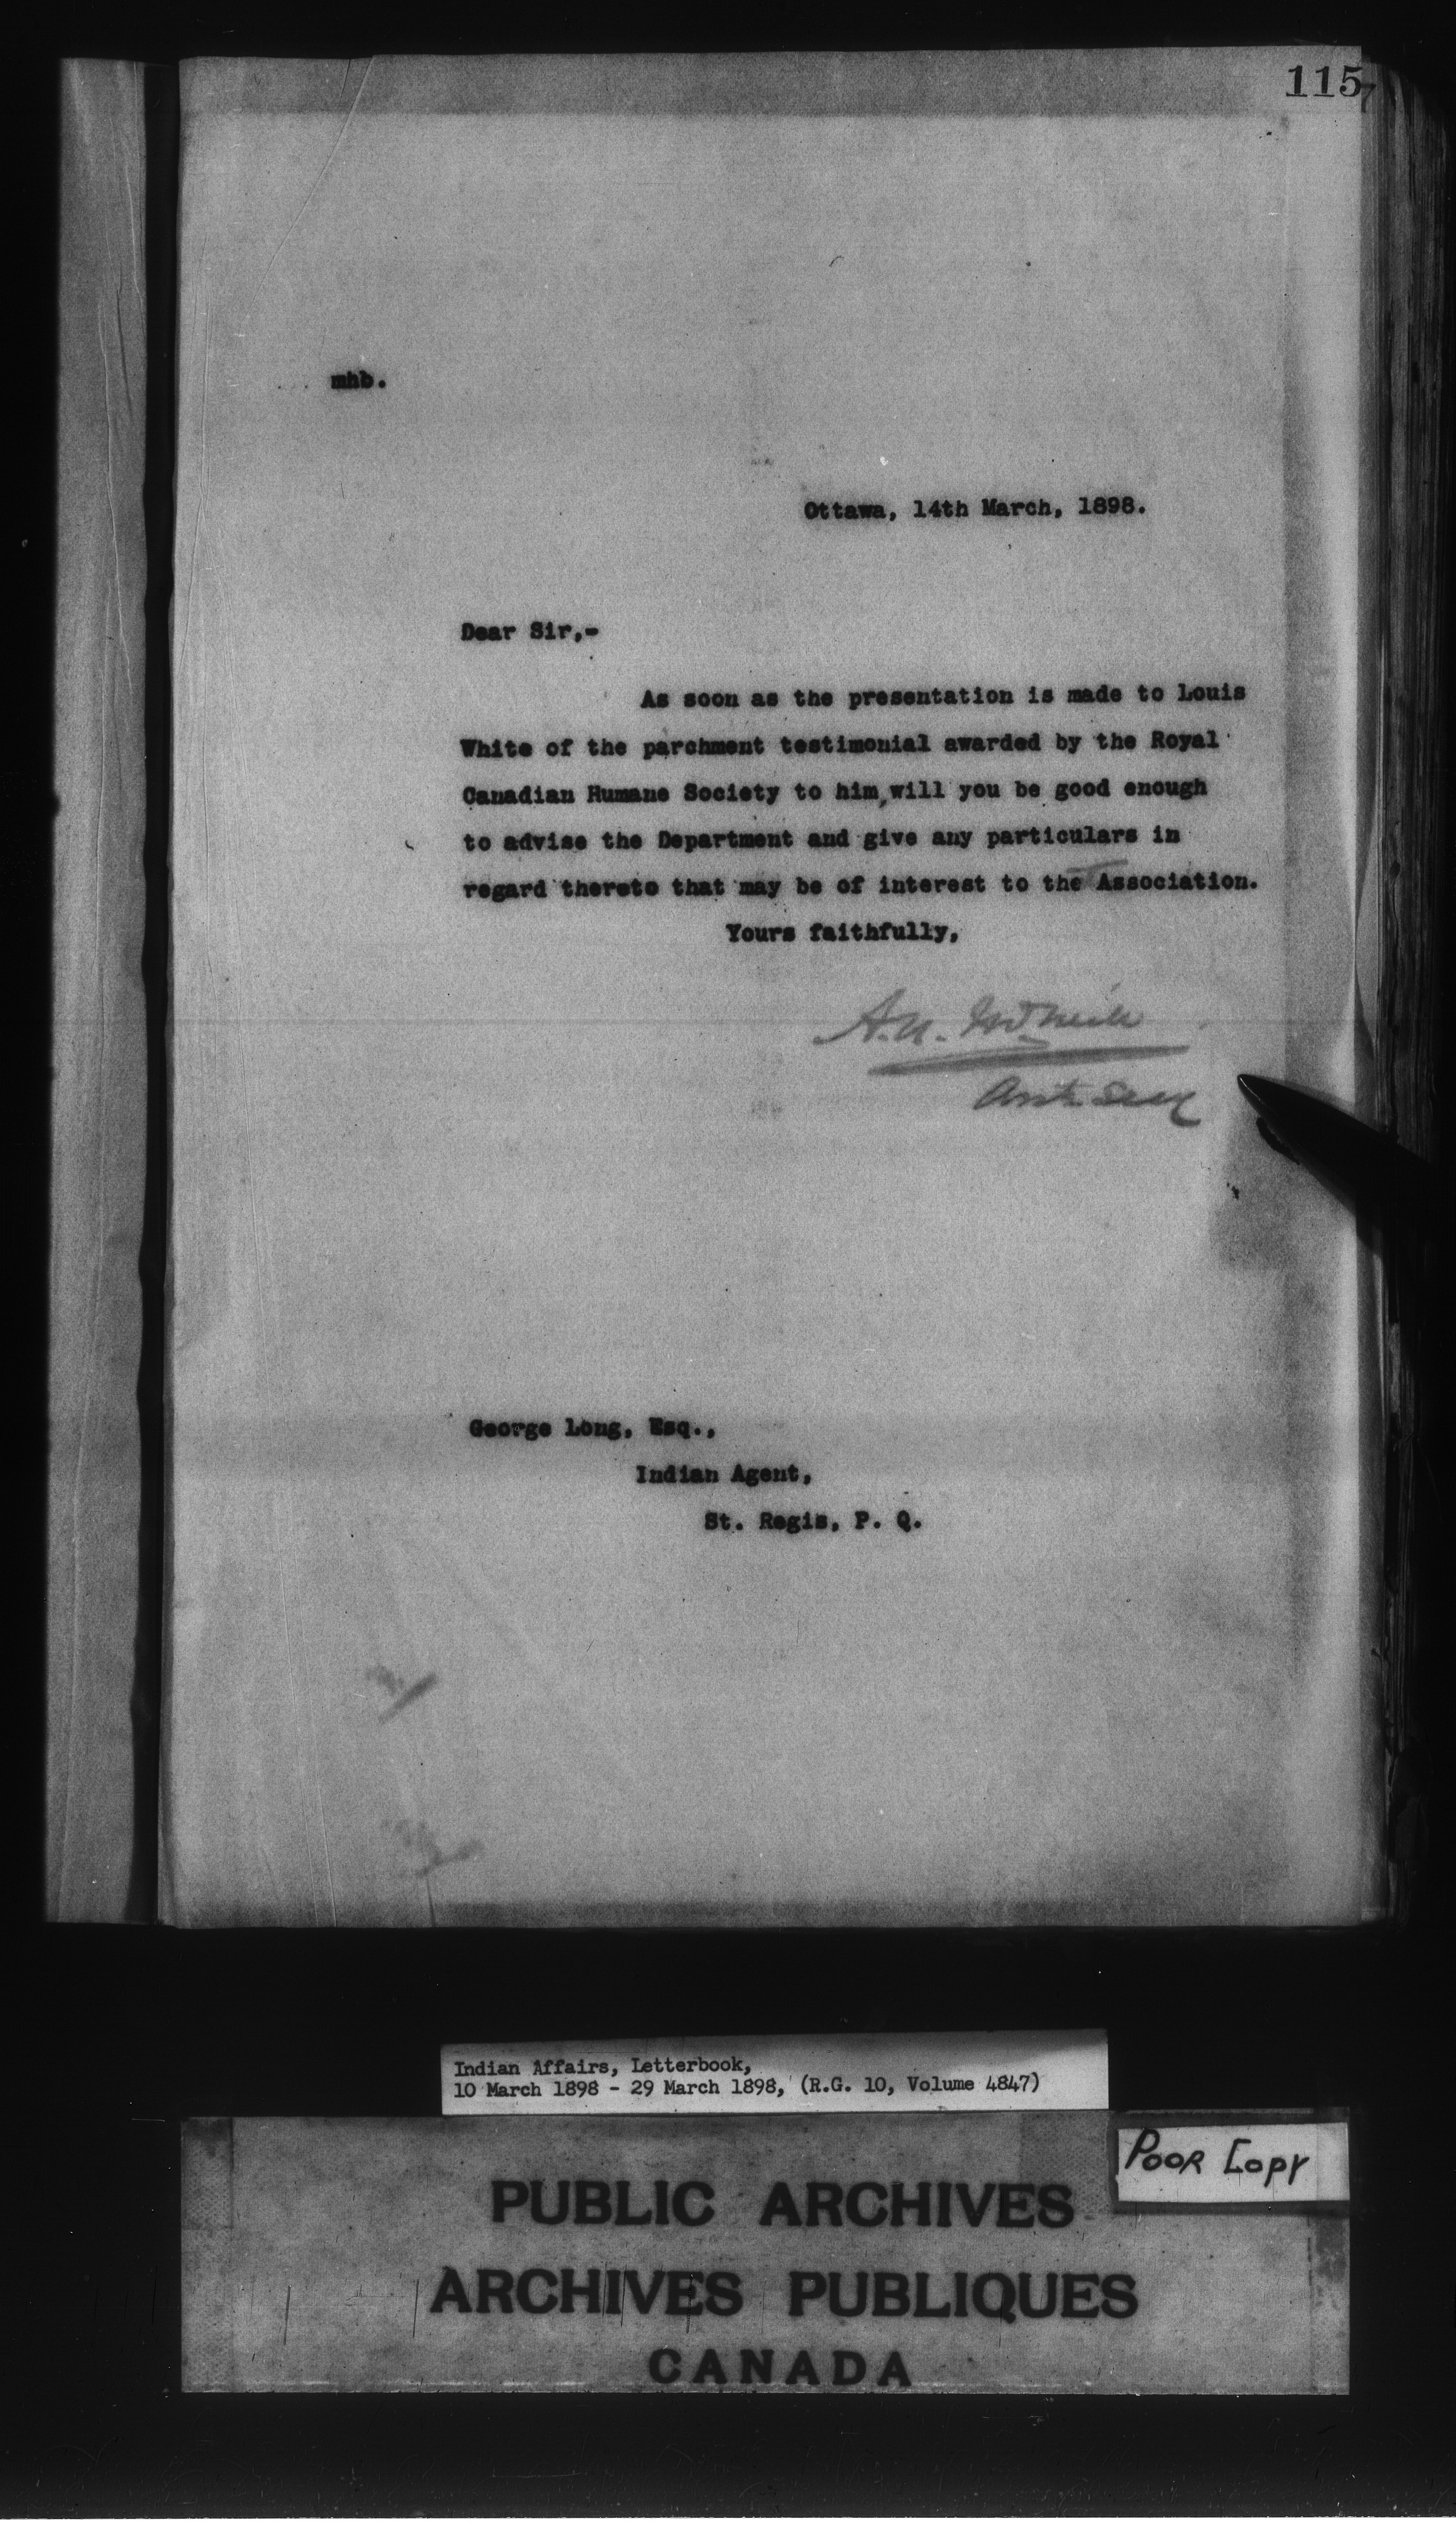 115
mhb.
Ottawa, 14th March, 1898.
Dear Sir,-
As soon as the presentation is made to Louis
White of the parchment testimonial awarded by the Royal
Canadian Humane Society to him, will you be good enough
to advise the Department and give any particulars in
regard thereto that may be of interest to the Association.
Yours faithfully,
A.N. McNeill
Asst. Secy
George Long, Esq.,
Indian Agent,
St. Regis, P. Q.
Indian Affairs, Letterbook,
10 March 1898 - 29 March 1898, (R.G. 10, Volume 4847)
POOR COPY
PUBLIC ARCHIVES
ARCHIVES PUBLIQUES
CANADA